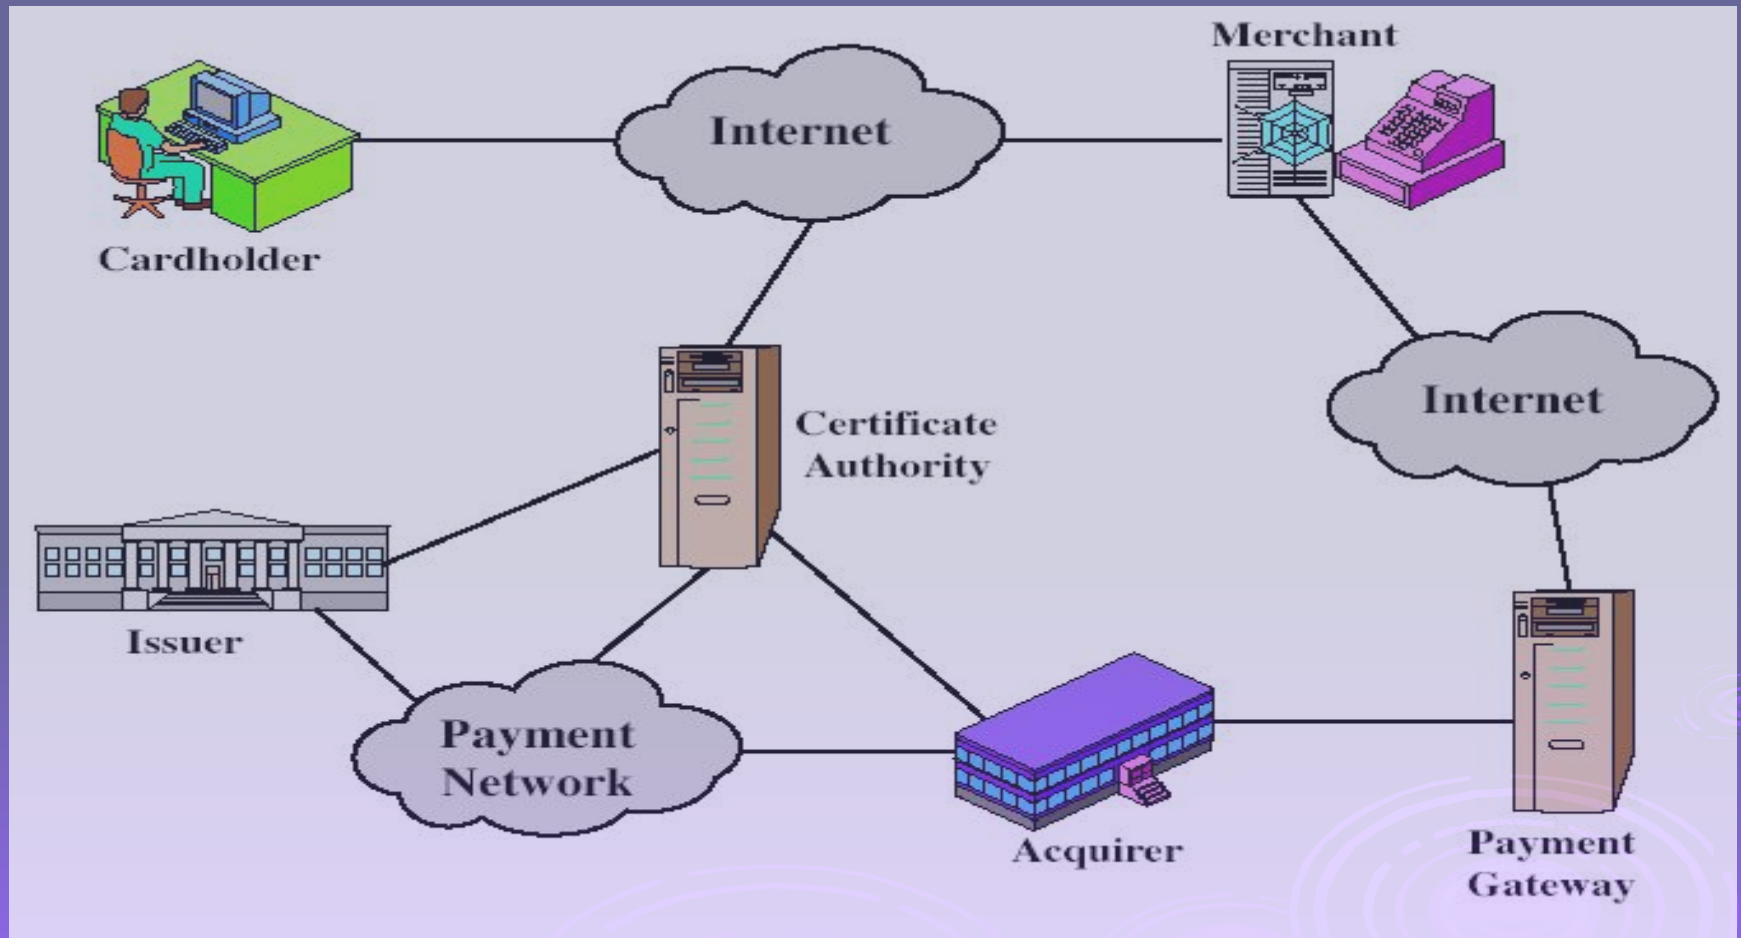 Merchant
Internet
Cardholder
Internet
Certificate
Authority
Issuer
Payment
Network
Acquirer
Payment
Gateway